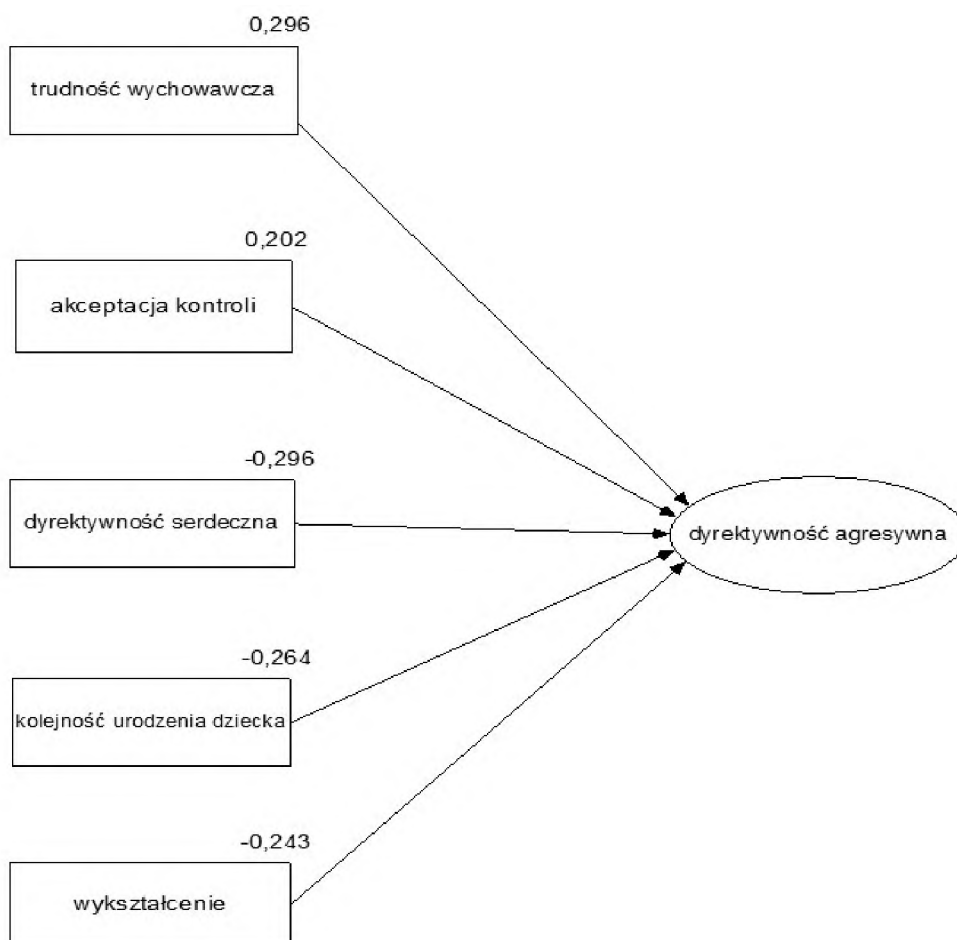 0,296
trudność wychowawcza
0,202
akceptacja kontroli
-0,296
dyrektywność serdeczna
dyrektywność agresywna
-0,264
kolejność urodzenia dziecka
-0,243
wykształcenie